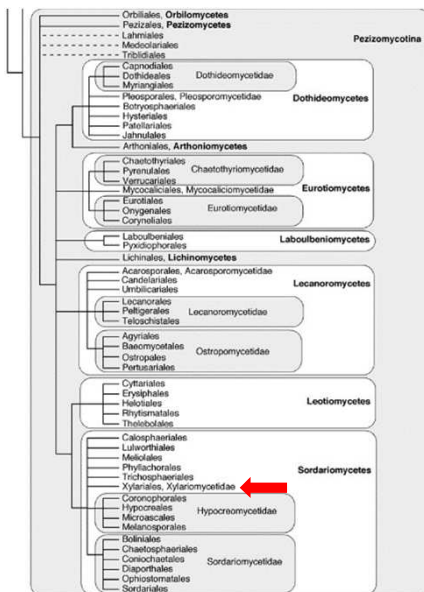 Orbiliales, Orbilomycetes
Pezizales, Pezizomycetes
Lahmiales
Pezizomycotina
Medeolariales
Triblidiales
Capnodiales
Dothideales
Dothideomycetidae
Myriangiales
Pleosporales, Pleosporomycetidae
Dothideomycetes
Botryosphaeriales
Hysteriales
Patellariales
Jahnulales
Arthoniales, Arthoniomycetes
Chaetothyriales
Pyrenulales
Chaetothyriomycetidae
Verrucariales
Mycocaliciales, Mycocaliciomycetidae
Eurotiomycetes
Eurotiales
Onygenales
Eurotiomycetidae
Coryneliales
Laboulbeniales
Laboulbeniomycetes
Pyxidiophorales
Lichinales, Lichinomycetes
Acarosporales, Acarosporomycetidae
Candelariales
Lecanoromycetes
Umbilicariales
Lecanorales
Peltigerales
Lecanoromycetidae
Teloschistales
Agyriales
Baeomycetales
Ostropales
Ostropomycetidae
Pertusariales
Cyttariales
Erysiphales
Helotiales
Leotiomycetes
Rhytismatales
Thelebolales
Calosphaeriales
Lulworthiales
Meliolales
Sordariomycetes
Phyllachorales
Trichosphaeriales
Xylariales, Xylariomycetidae
Coronophorales
Hypocreales
Hypocreomycetidae
Microascales
Melanosporales
Boliniales
Chaetosphaeriales
Coniochaetales
Sordariomycetidae
Diaporthales
Ophiostomatales
Sordariales